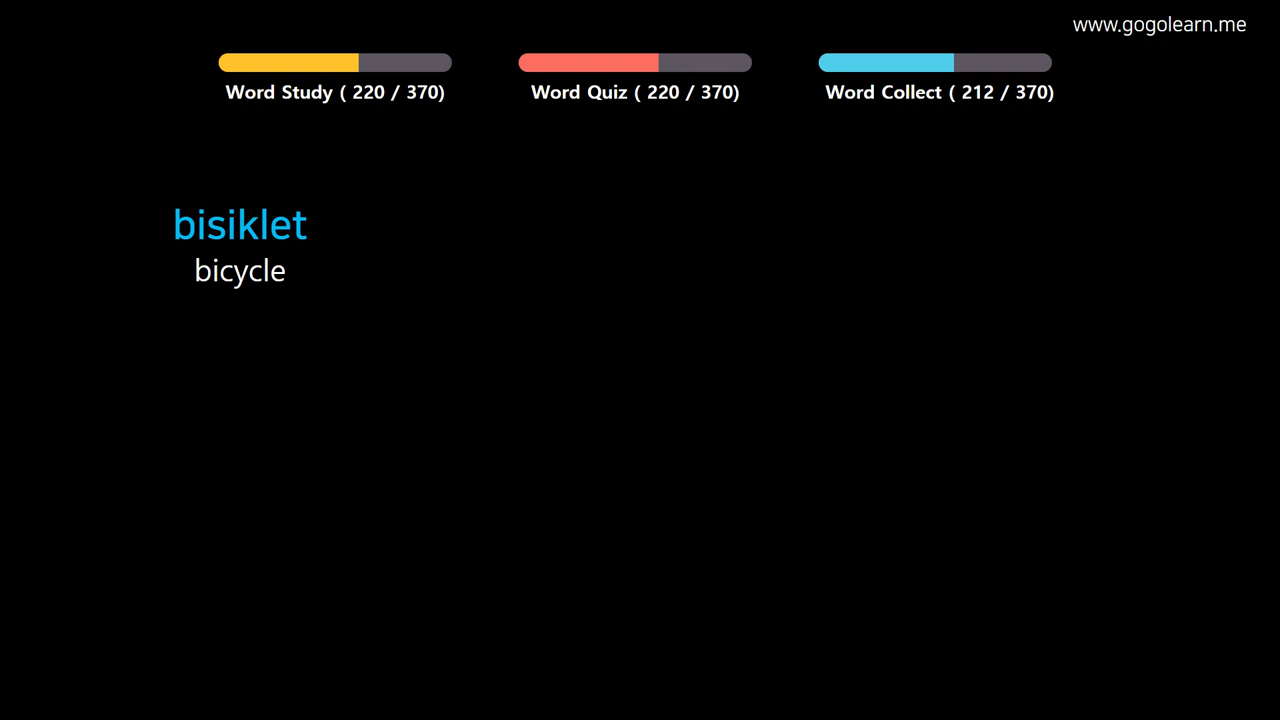 www.gogolearn.me
Word Study ( 220 / 370)
Word Quiz ( 220 / 370)
Word Collect ( 212 / 370)
bisiklet
bicycle